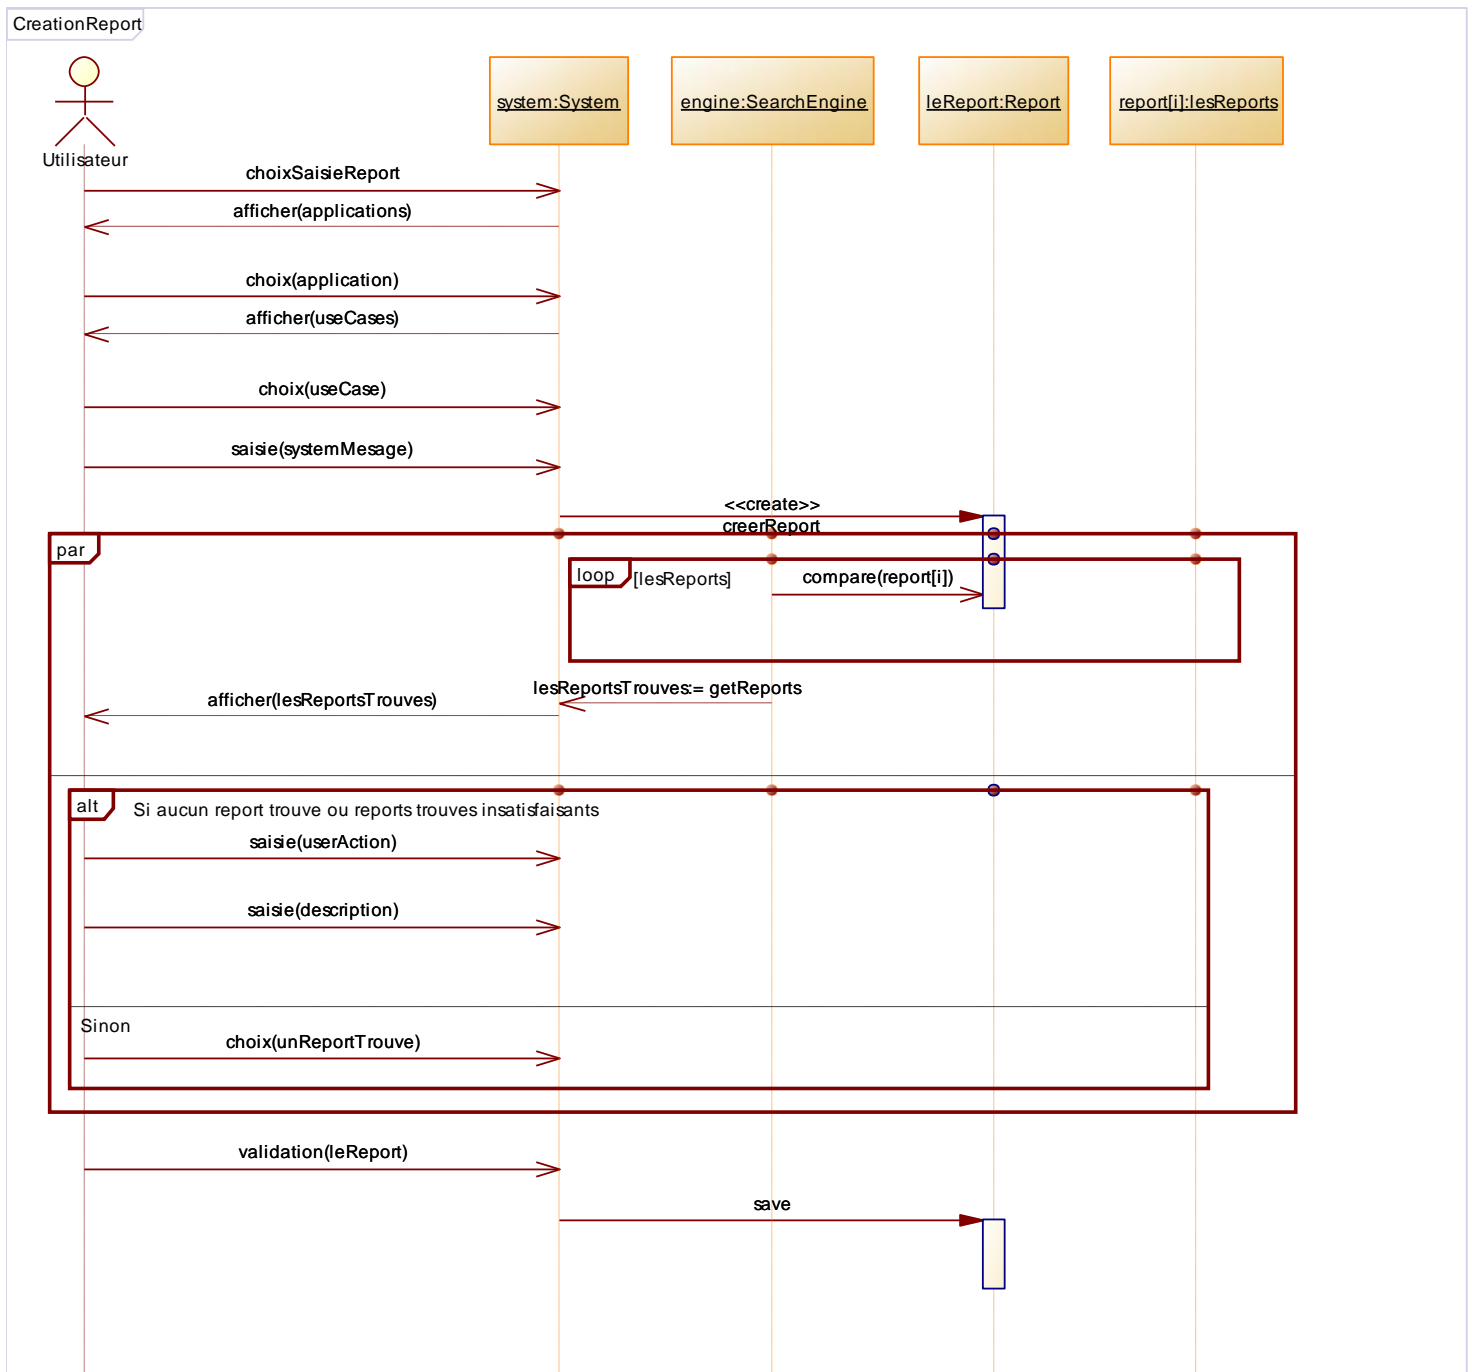 CreationReport
Utilisateur
system:System
engine:SearchEngine
leReport:Report
report[i]:lesReports
choixSaisieReport
afficher(applications)
choix(application)
afficher(useCases)
choix(useCase)
saisie(systemMesage)
<<create>>
creerReport
par
loop
[lesReports]
compare(report[i])
lesReportsTrouves:= getReports
afficher(lesReportsTrouves)
alt
Si aucun report trouve ou reports trouves insatisfaisants
saisie(userAction)
saisie(description)
Sinon
choix(unReportTrouve)
validation(leReport)
save